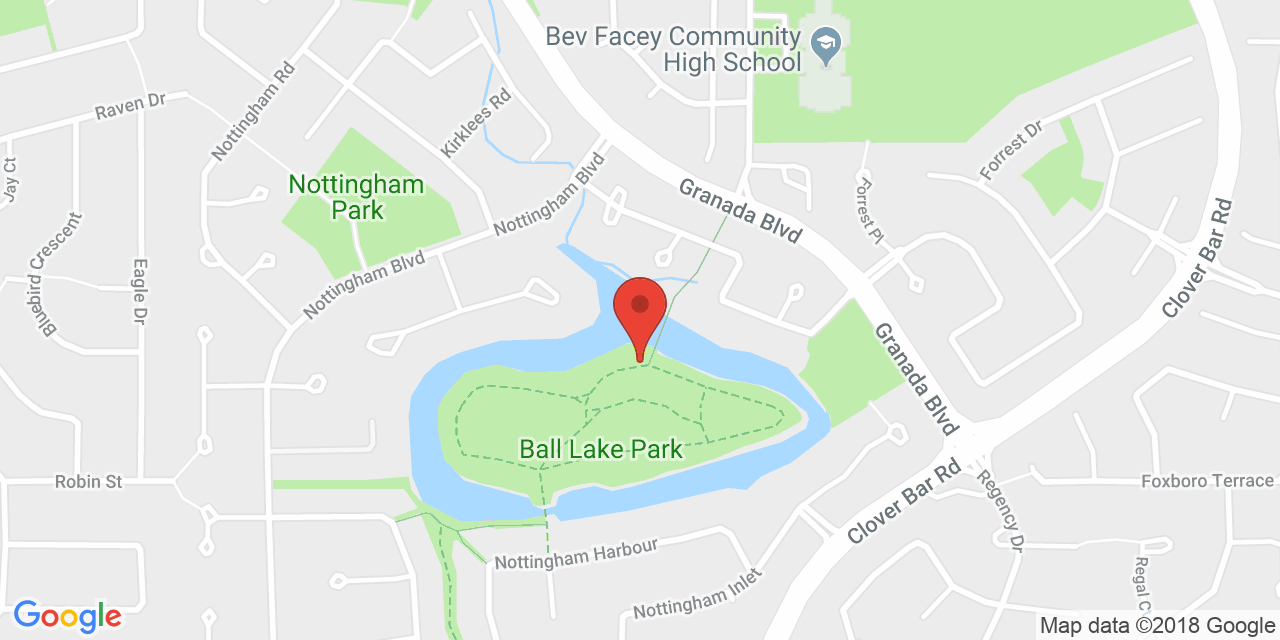 Bev Facey Community
High School
Raven Dr
Nottingham Rd
Kirklees Rd
Forrest Dr
Jay Ct
Nottingham
Park
Nottingham Blvd
Granada Blvd
Forrest Pl
Clover Bar Rd
Bluebird Crescent
Eagle Dr
Nottingham Blvd
Granada Blvd
Ball Lake Park
Robin St
Clover Bar Rd
Regency Dr
Foxboro Terrace
Nottingham Harbour
Nottingham Inlet
Regal C
Google
Map data ©2018 Google